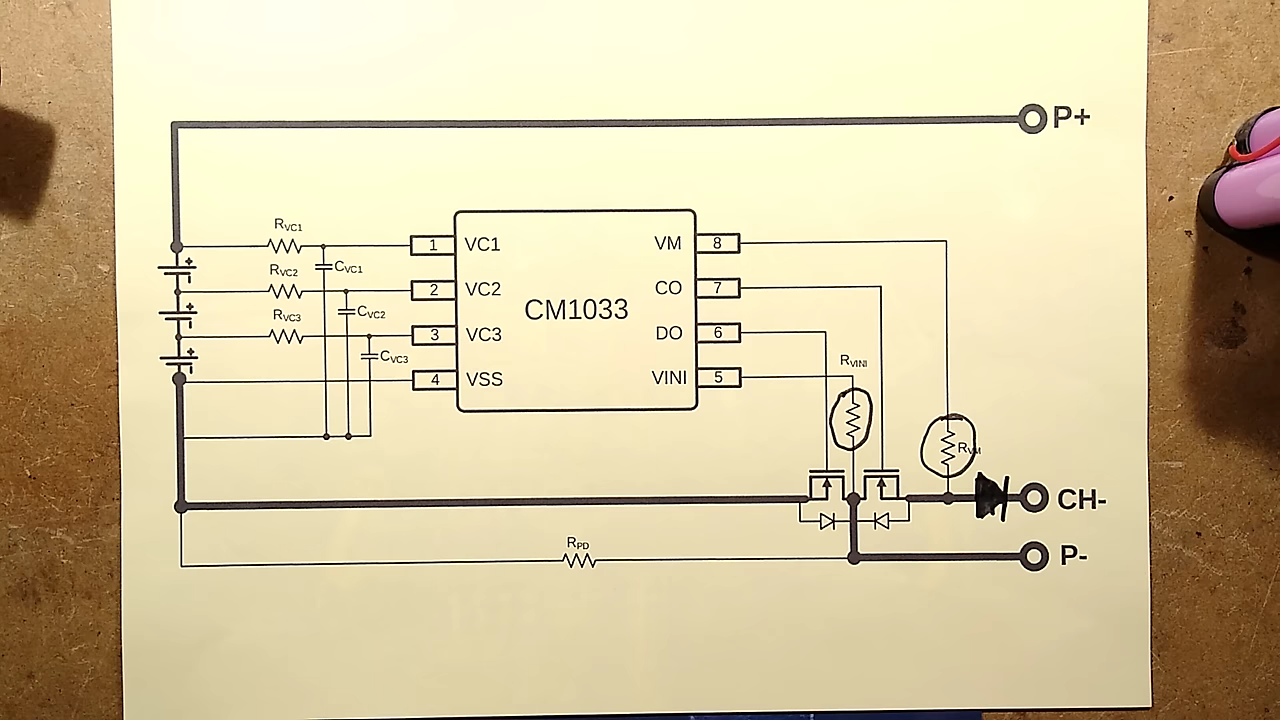 P+
RVC1
1 VC1
VM 8
CVC1
RVC2
2 VC2
CO 7
CM1033
CVC2
RVC3
3 VC3
DO 6
CVC3
RVINI
4 VSS
VINI 5
RVM
CH-
RPD
P-